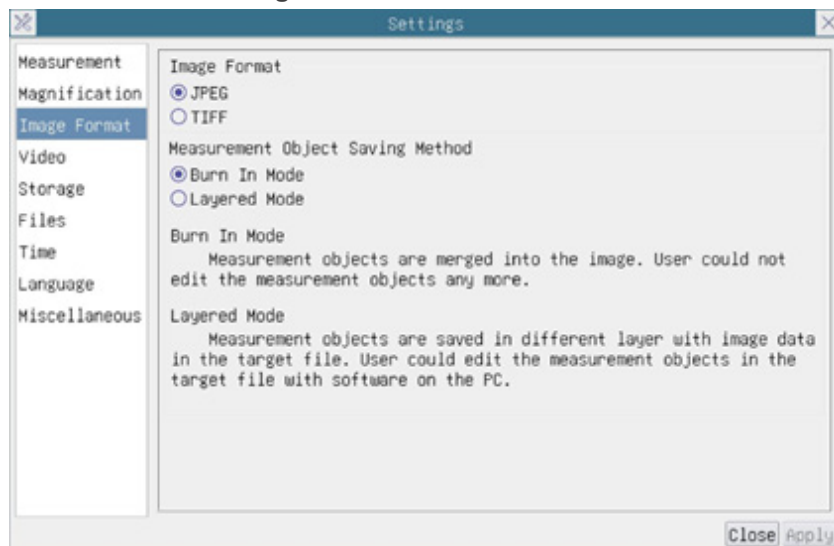 Settings
Measurement
Magnification
Image Format
Video
Storage
Files
Time
Language
Miscellaneous
Image Format
JPEG
TIFF
Measurement Object Saving Method
Burn In Mode
Layered Mode
Burn In Mode
Measurement objects are merged into the image. User could not
edit the measurement objects any more.
Layered Mode
Measurement objects are saved in different layer with image data
in the target file. User could edit the measurement objects in the
target file with software on the PC.
Close Apply